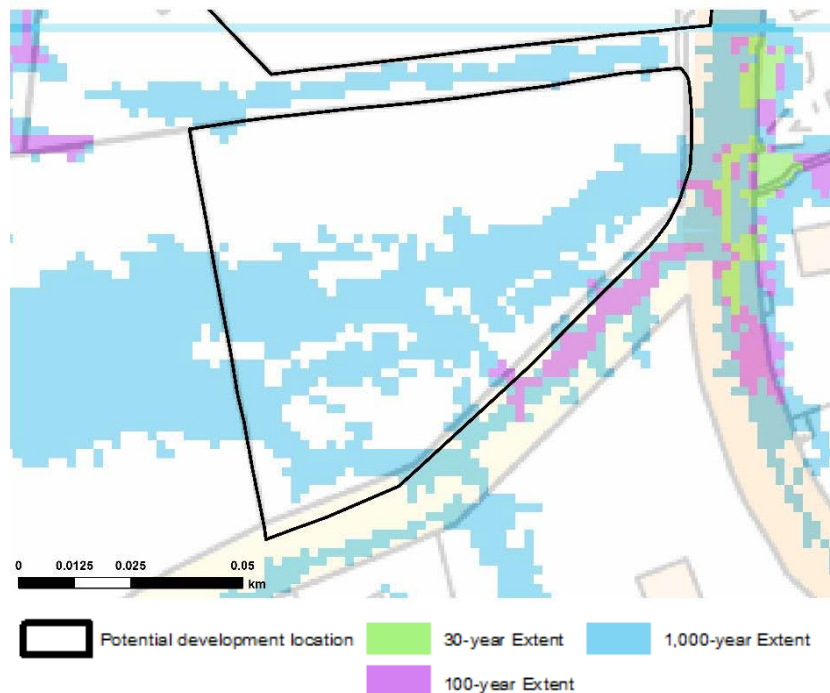 0 0.0125 0.025 0.05
km
Potential development location 30-year Extent 1,000-year Extent
100-year Extent